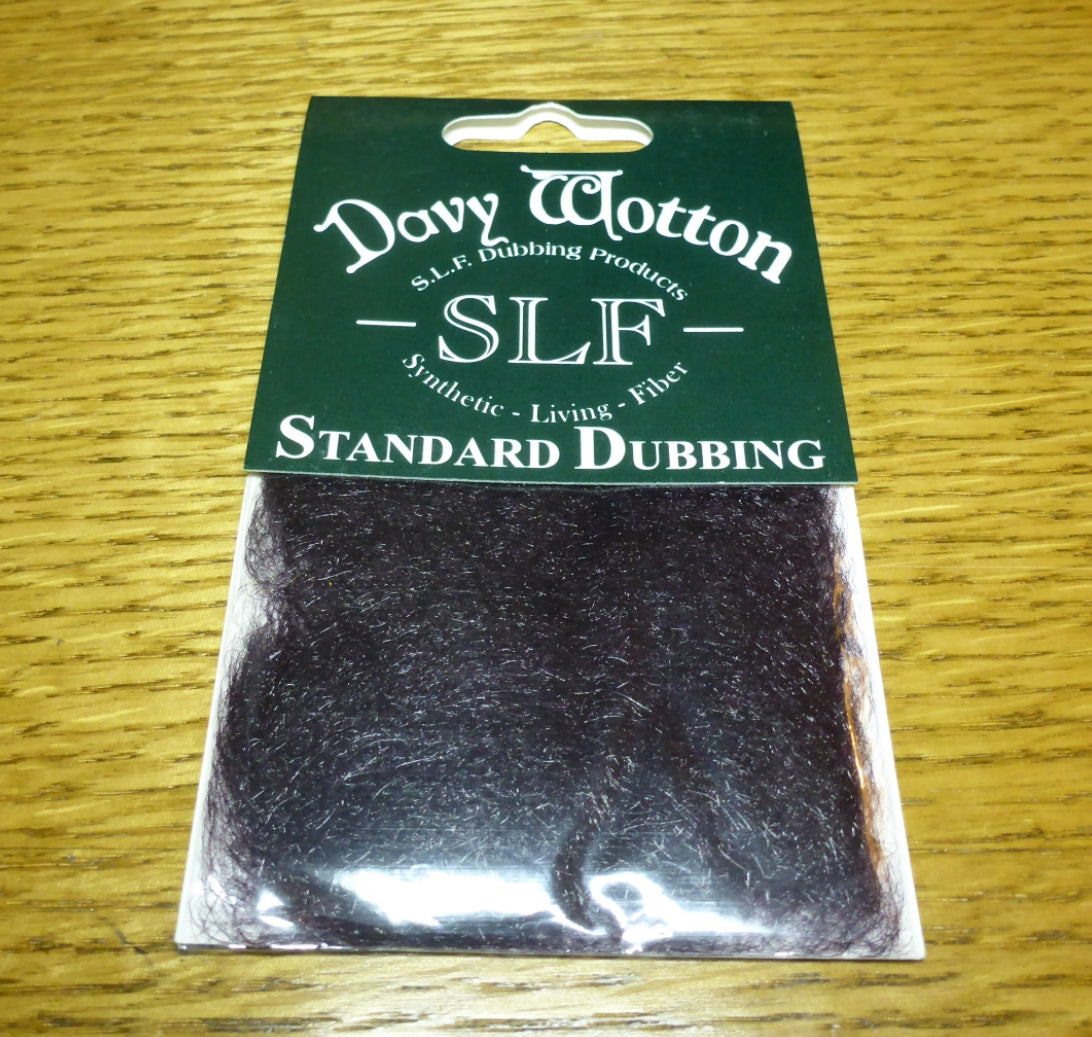 Davy Wotton
S.L.F. Dubbing Products
SLF
Synthetic - Living - Fiber
STANDARD DUBBING